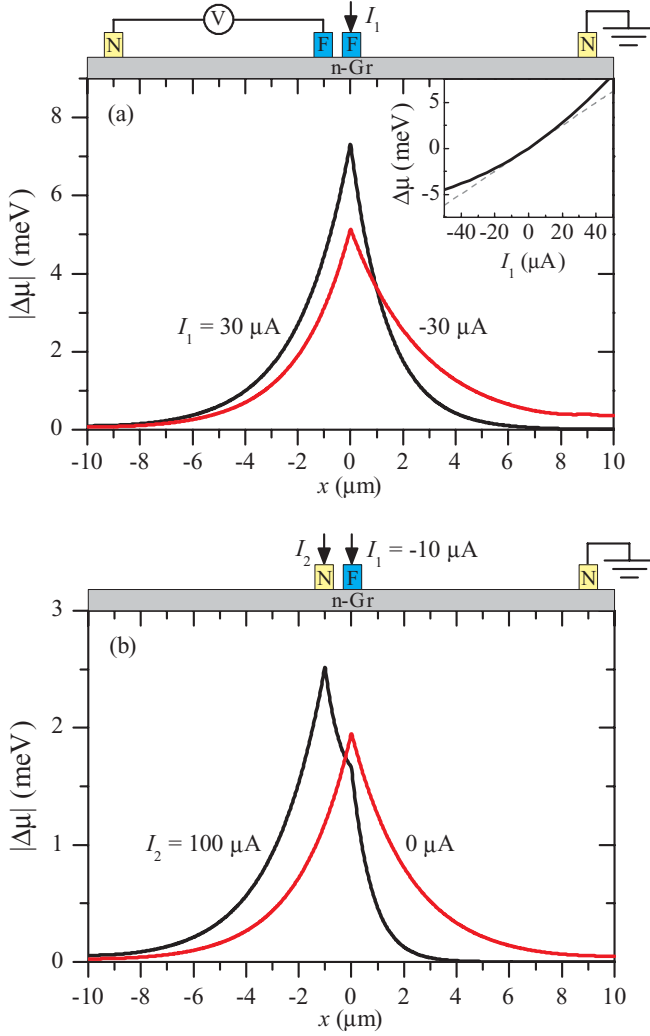 V
I₁
N F F N
n-Gr
(a)
|Δμ| (meV)
8
6
4
2
0
I₁ = 30 μA
-30 μA
Δμ (meV)
5
0
-5
-40 -20 0 20 40
I₁ (μA)
-10 -8 -6 -4 -2 0 2 4 6 8 10
x (μm)
I₂ I₁ = -10 μA
N F N
n-Gr
(b)
|Δμ| (meV)
3
2
1
0
I₂ = 100 μA
0 μA
-10 -8 -6 -4 -2 0 2 4 6 8 10
x (μm)